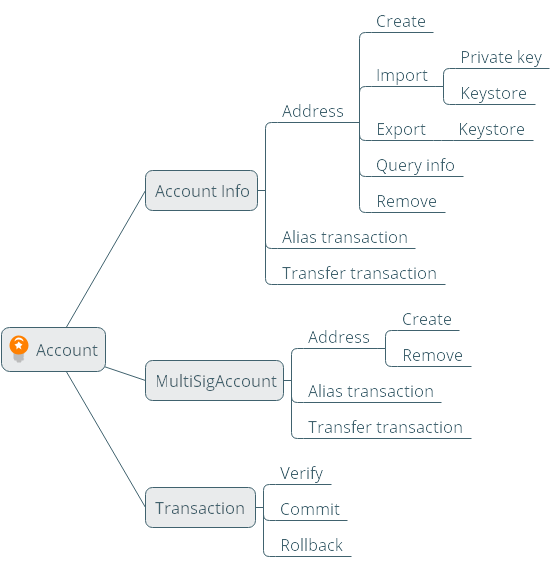 Create
Private key
Import
Keystore
Address
Export
Keystore
Query info
Account Info
Remove
Alias transaction
Transfer transaction
Create
Address
Account
Remove
MultiSigAccount
Alias transaction
Transfer transaction
Verify
Transaction
Commit
Rollback